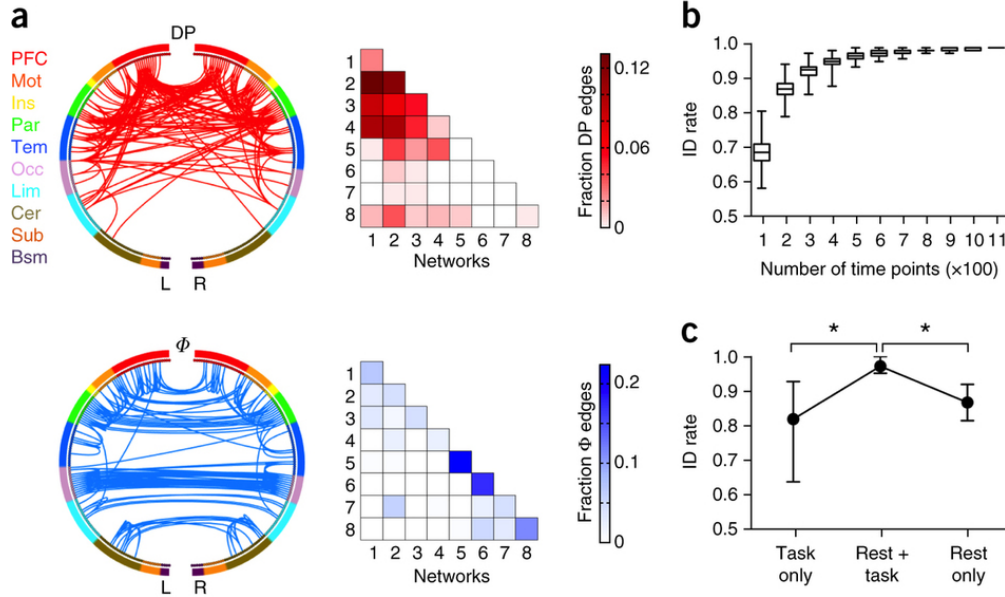 a
DP
PFC
Mot
Ins
Par
Tem
Occ
Lim
Cer
Sub
Bsm
L R
1
2
3
4
5
6
7
8
1 2 3 4 5 6 7 8
Networks
0.12
0.06
0
Fraction DP edges
Φ
L R
1
2
3
4
5
6
7
8
1 2 3 4 5 6 7 8
Networks
0.2
0.1
0
Fraction Φ edges
b
1.0
0.9
0.8
0.7
0.6
0.5
ID rate
1 2 3 4 5 6 7 8 9 10 11
Number of time points (×100)
c
* *
1.0
0.9
0.8
0.7
0.6
0.5
ID rate
Task only
Rest + task
Rest only